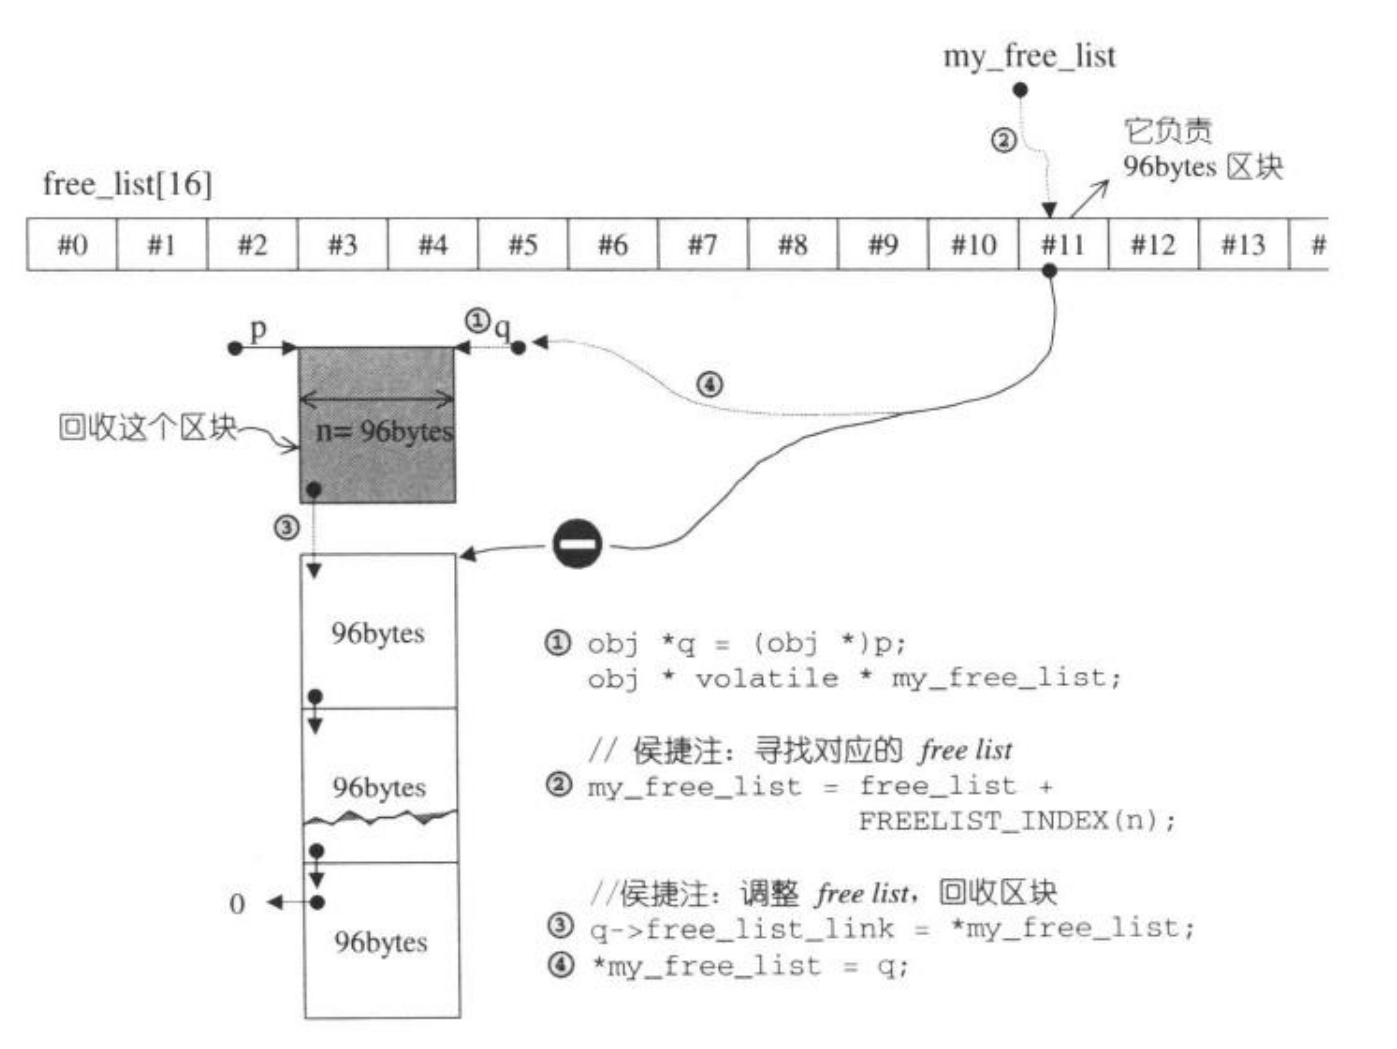 my_free_list
②
它负责
96bytes 区块
free_list[16]
#0 #1 #2 #3 #4 #5 #6 #7 #8 #9 #10 #11 #12 #13 #
p
① q
④
回收这个区块
n= 96bytes
③
96bytes
① obj *q = (obj *)p;
obj * volatile * my_free_list;
// 侯捷注：寻找对应的 free list
96bytes
② my_free_list = free_list +
FREELIST_INDEX(n);
//侯捷注：调整 free list，回收区块
0
③ q->free_list_link = *my_free_list;
96bytes
④ *my_free_list = q;